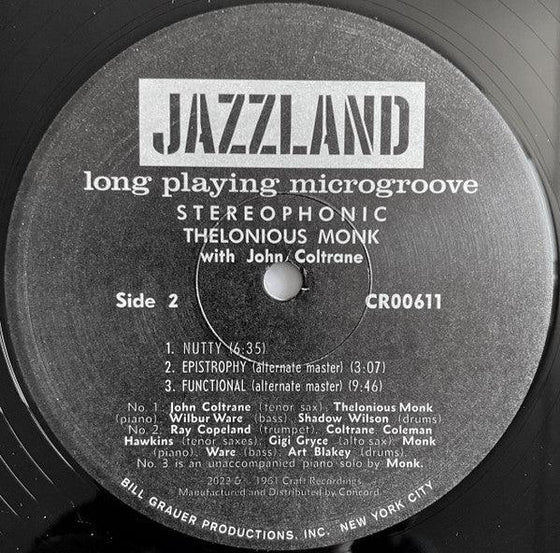 JAZZLAND
long playing microgroove
STEREOPHONIC
THELONIOUS MONK
with John Coltrane
Side 2
CR00611
1. NUTTY (6:35)
2. EPISTROPHY (alternate master) (3:07)
3. FUNCTIONAL (alternate master) (9:46)
No. 1: John Coltrane (tenor sax); Thelonious Monk
(piano); Wilbur Ware (bass); Shadow Wilson (drums)
No. 2: Ray Copeland (trumpet); Coltrane, Coleman
Hawkins (tenor saxes); Gigi Gryce (alto sax); Monk
(piano); Ware (bass); Art Blakey (drums).
No. 3 is an unaccompanied piano solo by Monk.
1961 Craft Recordings,
Manufactured and Distributed by Concord.
BILL GRAUER PRODUCTIONS, INC. NEW YORK CITY